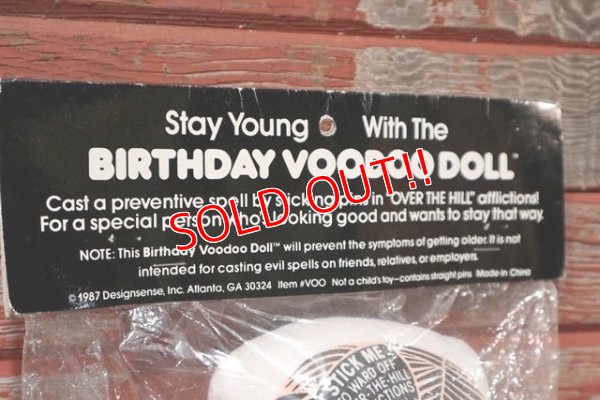 Stay Young With The
BIRTHDAY VOODOO DOLL™
Cast a preventive spell by sticking pins in "OVER THE HILL" afflictions!
For a special person who's looking good and wants to stay that way.
NOTE: This Birthday Voodoo Doll™ will prevent the symptoms of getting older. It is not
intended for casting evil spells on friends, relatives, or employers.
© 1987 Designsense, Inc. Atlanta, GA 30324 Item #VOO Not a child's toy—contains straight pins Made in China
SOLD OUT!!
STICK ME
TO WARD OFF
OVER-THE-HILL